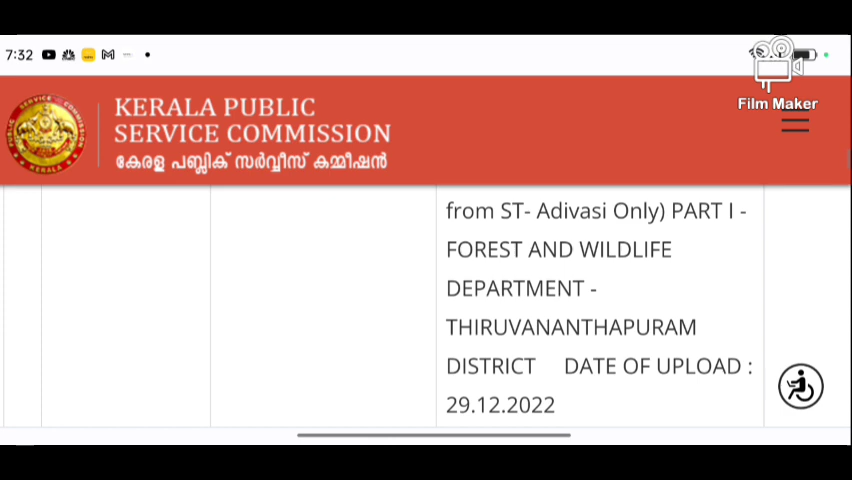 7:32
Film Maker
KERALA PUBLIC
SERVICE COMMISSION
കേരള പബ്ലിക് സർവ്വീസ് കമ്മീഷൻ
from ST- Adivasi Only) PART I -
FOREST AND WILDLIFE
DEPARTMENT -
THIRUVANANTHAPURAM
DISTRICT DATE OF UPLOAD :
29.12.2022